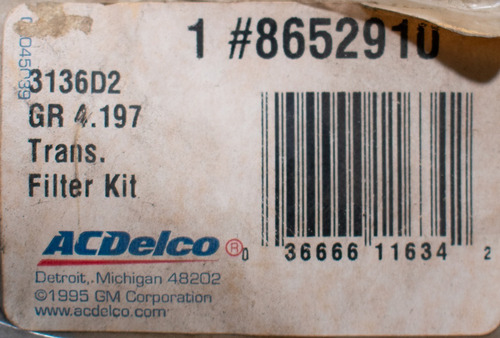 1 #8652910
3136D2
GR 4.197
Trans.
Filter Kit
ACDelco®
0 36666 11634 2
Detroit, Michigan 48202
©1995 GM Corporation
www.acdelco.com